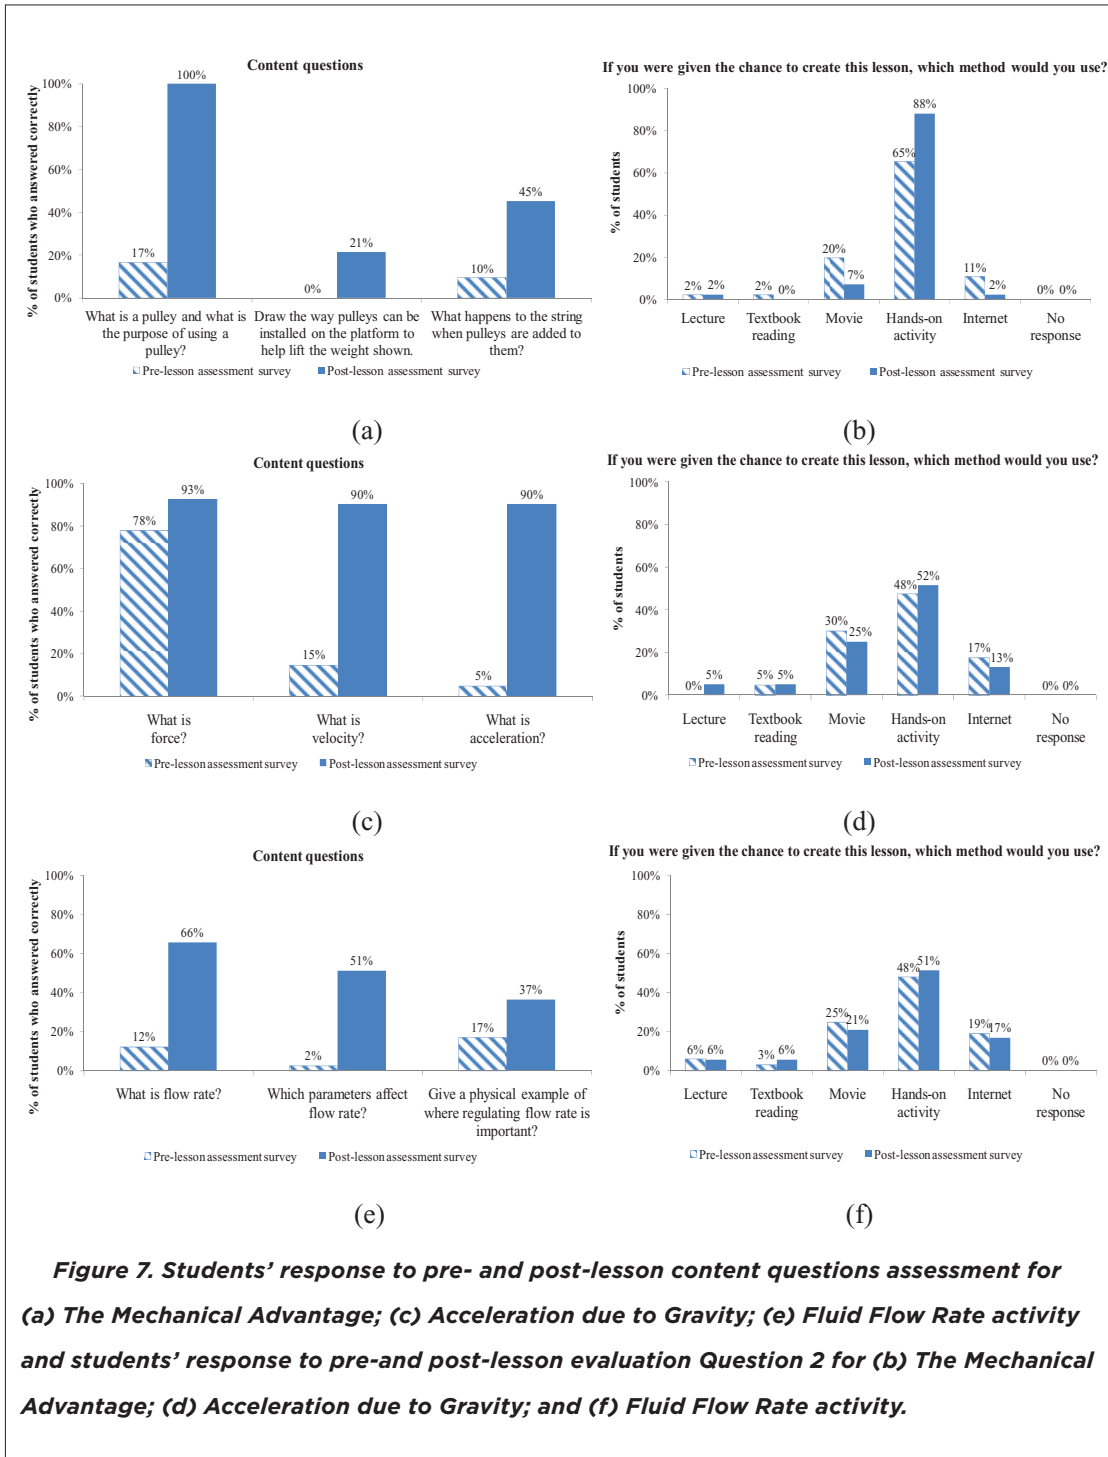 Content questions
% of students who answered correctly
100%
80%
60%
40%
20%
0%
17%
100%
0%
21%
10%
45%
What is a pulley and what is
the purpose of using a
pulley?
Draw the way pulleys can be
installed on the platform to
help lift the weight shown.
What happens to the string
when pulleys are added to
them?
Pre-lesson assessment survey
Post-lesson assessment survey
(a)
If you were given the chance to create this lesson, which method would you use?
% of students
100%
80%
60%
40%
20%
0%
2% 2%
2% 0%
20%
7%
65%
88%
11%
2%
0% 0%
Lecture
Textbook
reading
Movie
Hands-on
activity
Internet
No
response
Pre-lesson assessment survey
Post-lesson assessment survey
(b)
Content questions
% of students who answered correctly
100%
80%
60%
40%
20%
0%
78%
93%
15%
90%
5%
90%
What is
force?
What is
velocity?
What is
acceleration?
Pre-lesson assessment survey
Post-lesson assessment survey
(c)
If you were given the chance to create this lesson, which method would you use?
% of students
100%
80%
60%
40%
20%
0%
0%
5%
5% 5%
30%
25%
48%
52%
17%
13%
0% 0%
Lecture
Textbook
reading
Movie
Hands-on
activity
Internet
No
response
Pre-lesson assessment survey
Post-lesson assessment survey
(d)
Content questions
% of students who answered correctly
100%
80%
60%
40%
20%
0%
12%
66%
2%
51%
17%
37%
What is flow rate?
Which parameters affect
flow rate?
Give a physical example of
where regulating flow rate is
important?
Pre-lesson assessment survey
Post-lesson assessment survey
(e)
If you were given the chance to create this lesson, which method would you use?
% of students
100%
80%
60%
40%
20%
0%
6% 6%
3%
6%
25%
21%
48%
51%
19%
17%
0% 0%
Lecture
Textbook
reading
Movie
Hands-on
activity
Internet
No
response
Pre-lesson assessment survey
Post-lesson assessment survey
(f)
Figure 7. Students' response to pre- and post-lesson content questions assessment for
(a) The Mechanical Advantage; (c) Acceleration due to Gravity; (e) Fluid Flow Rate activity
and students' response to pre-and post-lesson evaluation Question 2 for (b) The Mechanical
Advantage; (d) Acceleration due to Gravity; and (f) Fluid Flow Rate activity.